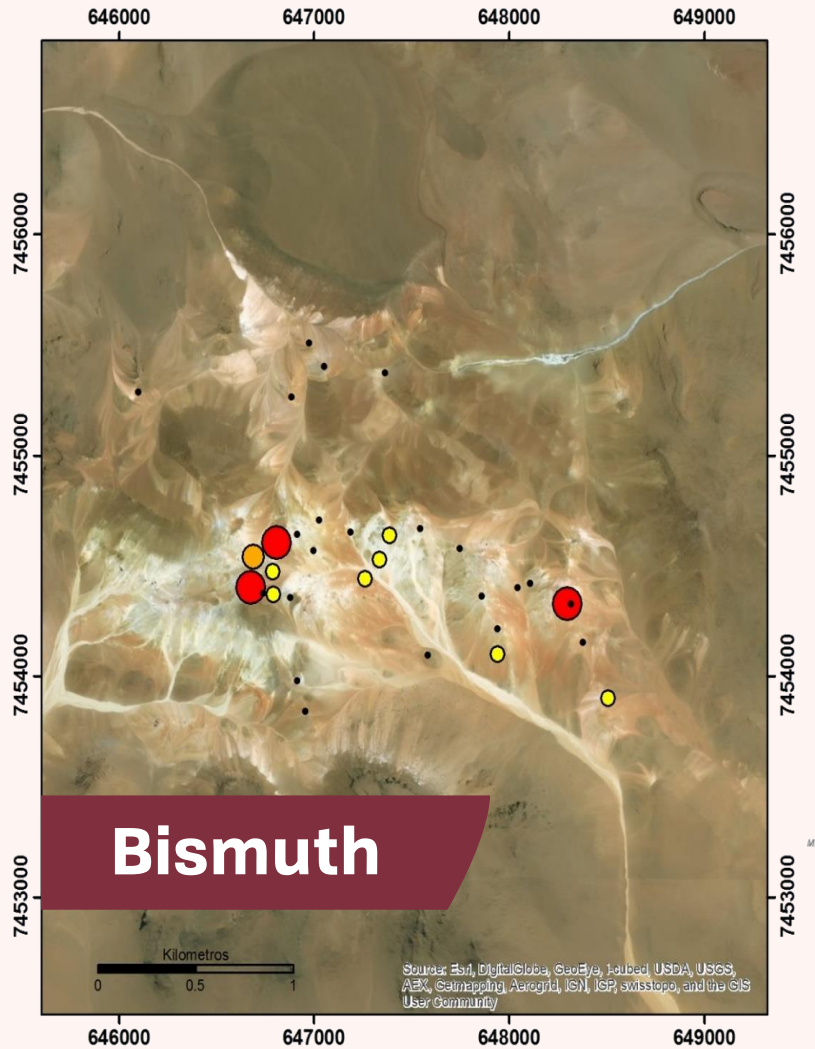 646000 647000 648000 649000
7456000 7456000
7455000 7455000
7454000 7454000
M
Bismuth
7453000 7453000
Kilometros
0 0.5 1
Source: Esri, DigitalGlobe, GeoEye, i-cubed, USDA, USGS,
AEX, Getmapping, Aerogrid, IGN, IGP, swisstopo, and the GIS
User Community
646000 647000 648000 649000